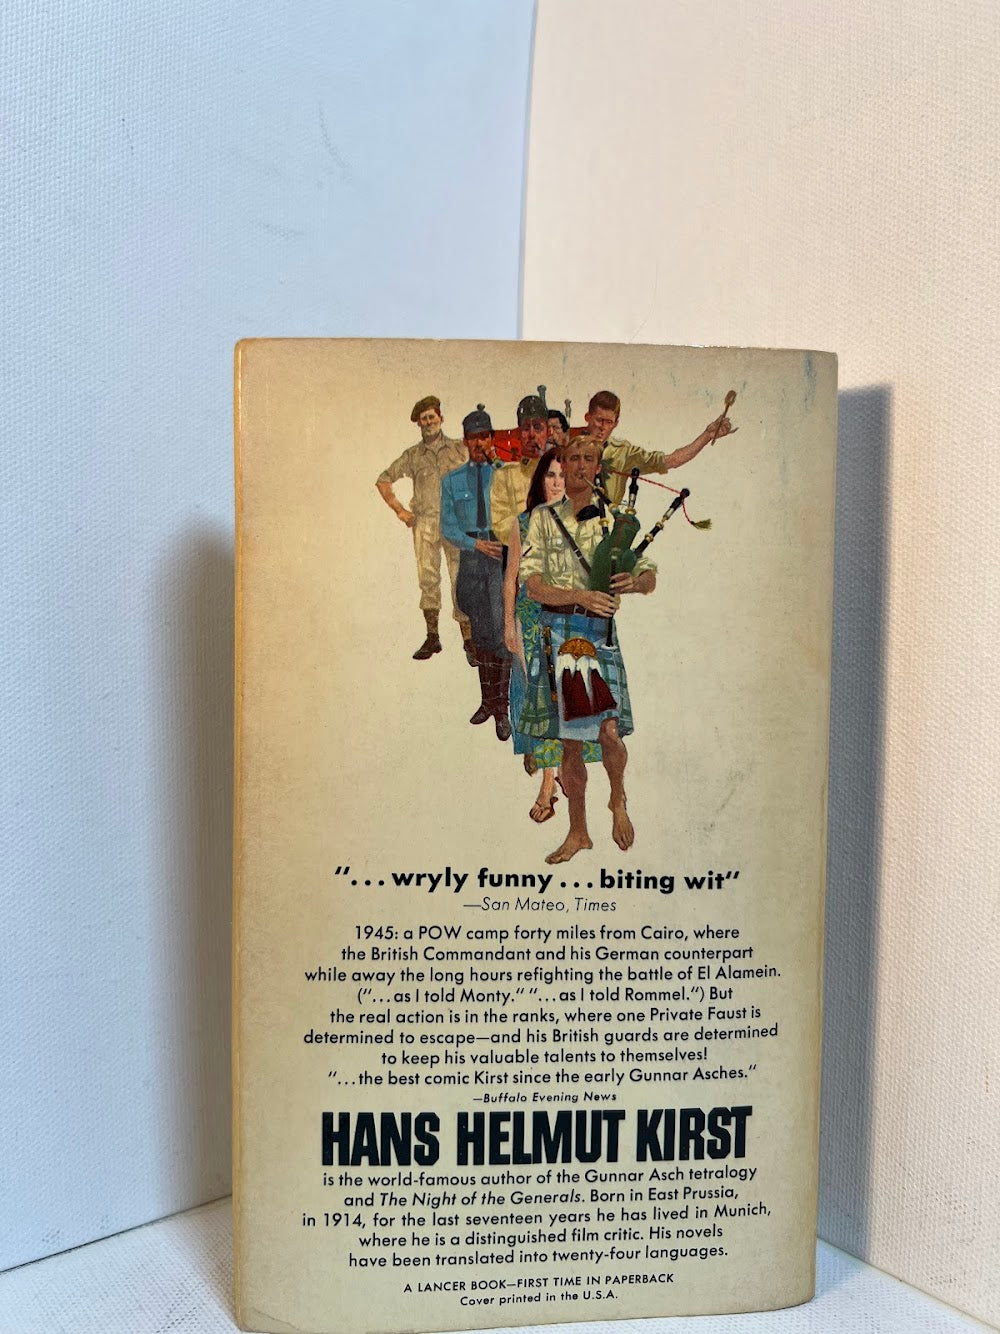 “...wryly funny...biting wit“
—San Mateo, Times
1945: a POW camp forty miles from Cairo, where
the British Commandant and his German counterpart
while away the long hours refighting the battle of El Alamein.
(“...as I told Monty.“ “...as I told Rommel.“) But
the real action is in the ranks, where one Private Faust is
determined to escape—and his British guards are determined
to keep his valuable talents to themselves!
“...the best comic Kirst since the early Gunnar Asches.“
—Buffalo Evening News
HANS HELMUT KIRST
is the world-famous author of the Gunnar Asch tetralogy
and The Night of the Generals. Born in East Prussia,
in 1914, for the last seventeen years he has lived in Munich,
where he is a distinguished film critic. His novels
have been translated into twenty-four languages.
A LANCER BOOK—FIRST TIME IN PAPERBACK
Cover printed in the U.S.A.